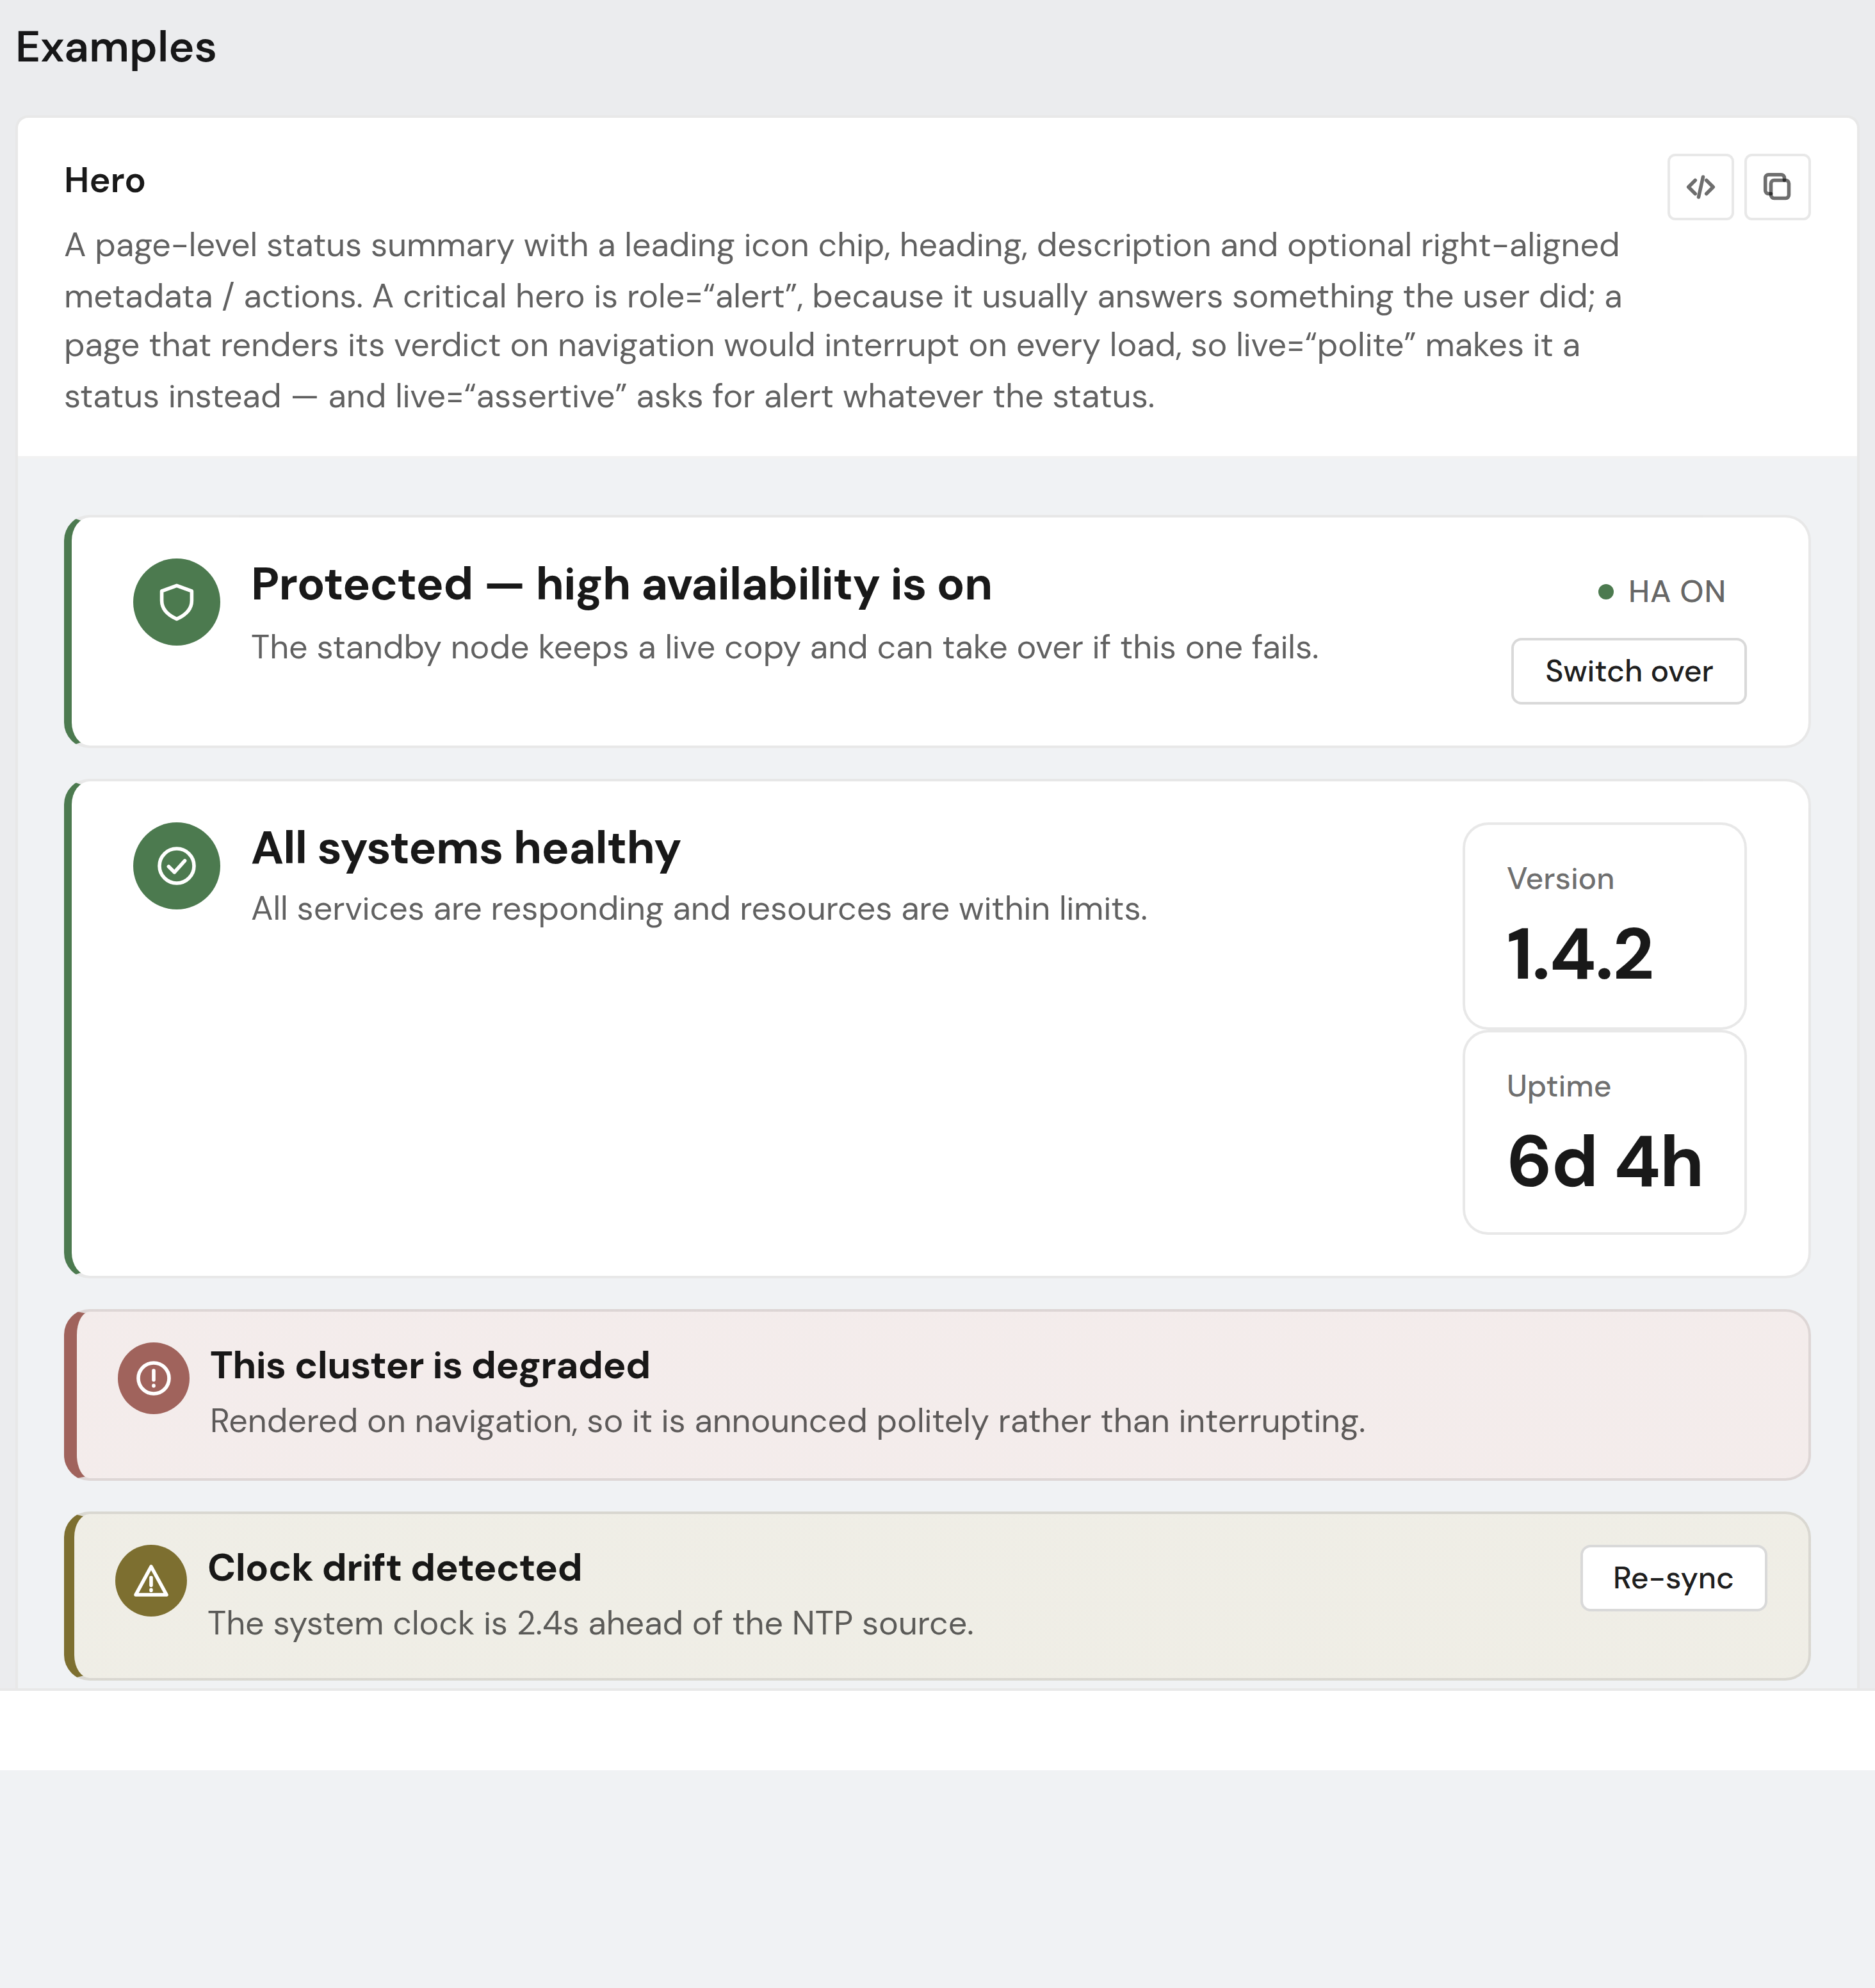 Examples
Hero
A page-level status summary with a leading icon chip, heading, description and optional right-aligned
metadata / actions. A critical hero is role=“alert”, because it usually answers something the user did; a
page that renders its verdict on navigation would interrupt on every load, so live=“polite” makes it a
status instead — and live=“assertive” asks for alert whatever the status.
Protected — high availability is on
The standby node keeps a live copy and can take over if this one fails.
HA ON
Switch over
All systems healthy
All services are responding and resources are within limits.
Version
1.4.2
Uptime
6d 4h
This cluster is degraded
Rendered on navigation, so it is announced politely rather than interrupting.
Clock drift detected
The system clock is 2.4s ahead of the NTP source.
Re-sync